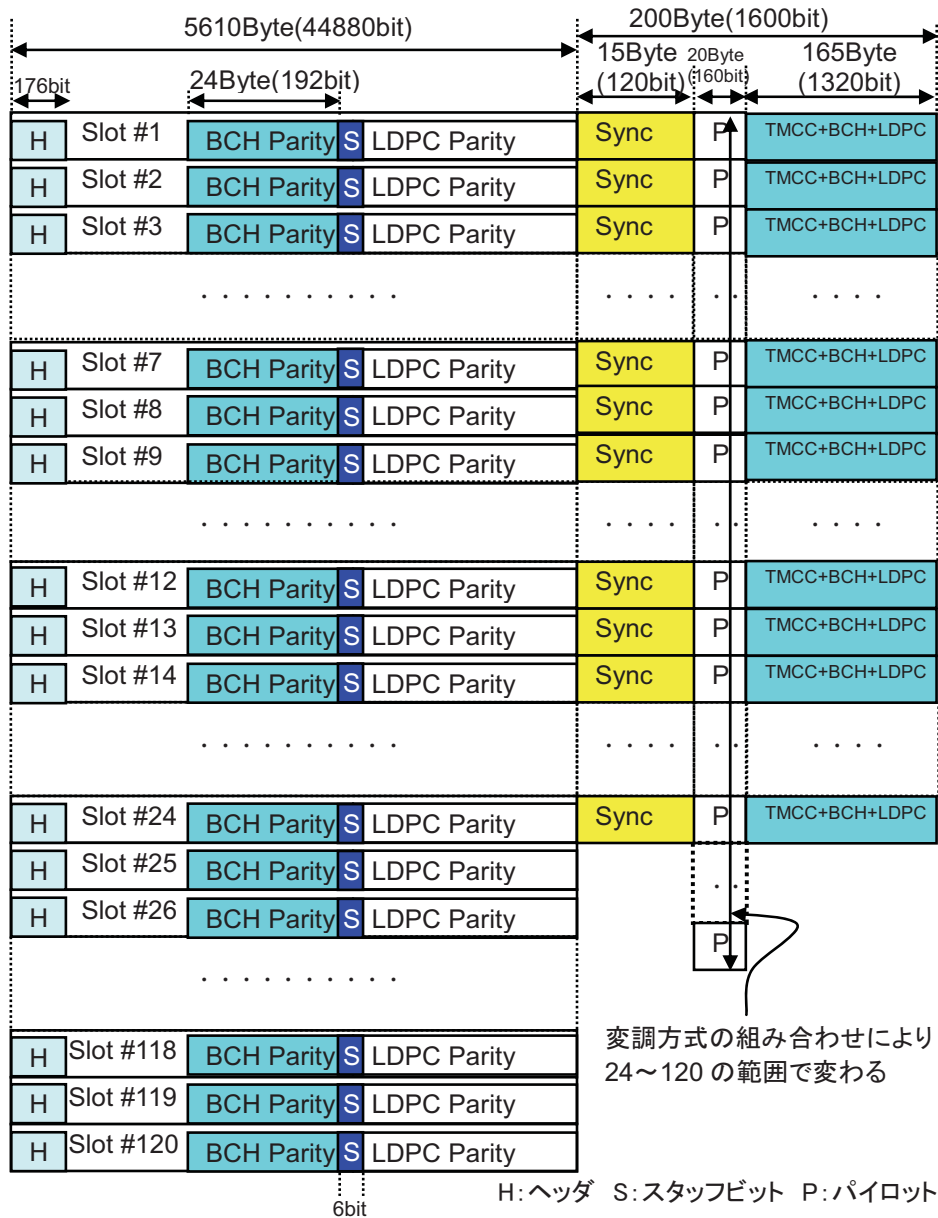 5610Byte(44880bit)
200Byte(1600bit)
15Byte (120bit)
20Byte (160bit)
165Byte (1320bit)
176bit
24Byte(192bit)
H Slot #1 BCH Parity S LDPC Parity Sync P TMCC+BCH+LDPC
H Slot #2 BCH Parity S LDPC Parity Sync P TMCC+BCH+LDPC
H Slot #3 BCH Parity S LDPC Parity Sync P TMCC+BCH+LDPC
・・・・・・・・・・ ・・・・ ・・ ・・・・
H Slot #7 BCH Parity S LDPC Parity Sync P TMCC+BCH+LDPC
H Slot #8 BCH Parity S LDPC Parity Sync P TMCC+BCH+LDPC
H Slot #9 BCH Parity S LDPC Parity Sync P TMCC+BCH+LDPC
・・・・・・・・・・ ・・・・ ・・ ・・・・
H Slot #12 BCH Parity S LDPC Parity Sync P TMCC+BCH+LDPC
H Slot #13 BCH Parity S LDPC Parity Sync P TMCC+BCH+LDPC
H Slot #14 BCH Parity S LDPC Parity Sync P TMCC+BCH+LDPC
・・・・・・・・・・ ・・・・ ・・ ・・・・
H Slot #24 BCH Parity S LDPC Parity Sync P TMCC+BCH+LDPC
H Slot #25 BCH Parity S LDPC Parity ・・
H Slot #26 BCH Parity S LDPC Parity P
・・・・・・・・・・
変調方式の組み合わせにより
24～120 の範囲で変わる
H Slot #118 BCH Parity S LDPC Parity
H Slot #119 BCH Parity S LDPC Parity
H Slot #120 BCH Parity S LDPC Parity
6bit
H：ヘッダ S：スタッフビット P：パイロット